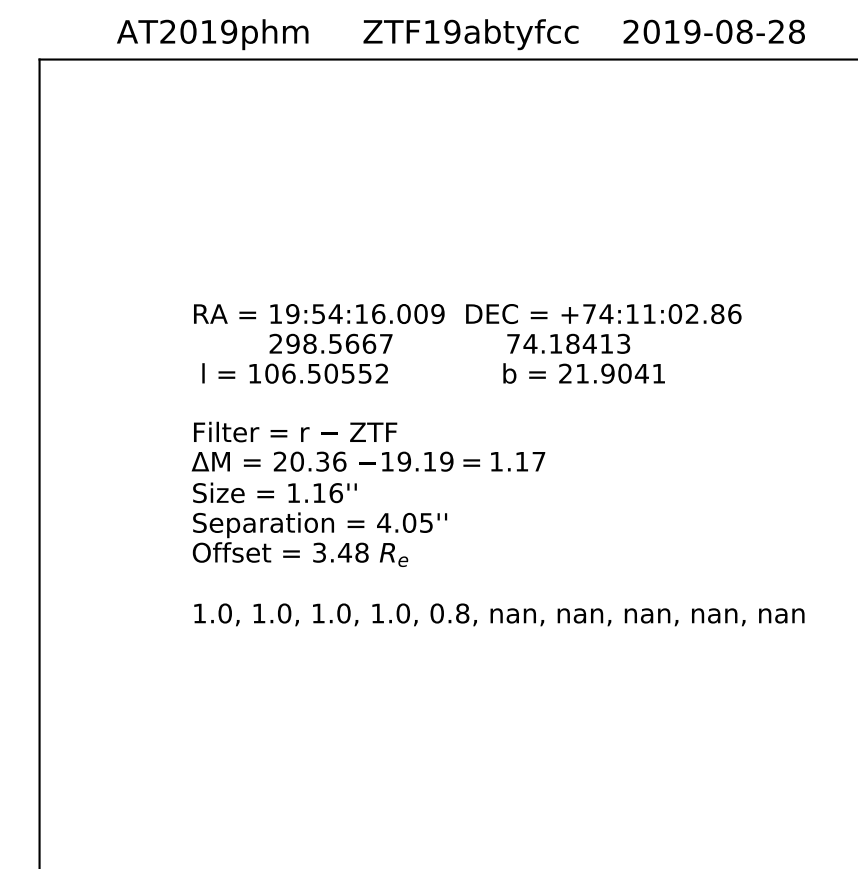 AT2019phm ZTF19abtyfcc 2019-08-28
RA = 19:54:16.009 DEC = +74:11:02.86
298.5667 74.18413
l = 106.50552 b = 21.9041
Filter = r − ZTF
ΔM = 20.36 −19.19 = 1.17
Size = 1.16''
Separation = 4.05''
Offset = 3.48 Rₑ
1.0, 1.0, 1.0, 1.0, 0.8, nan, nan, nan, nan, nan